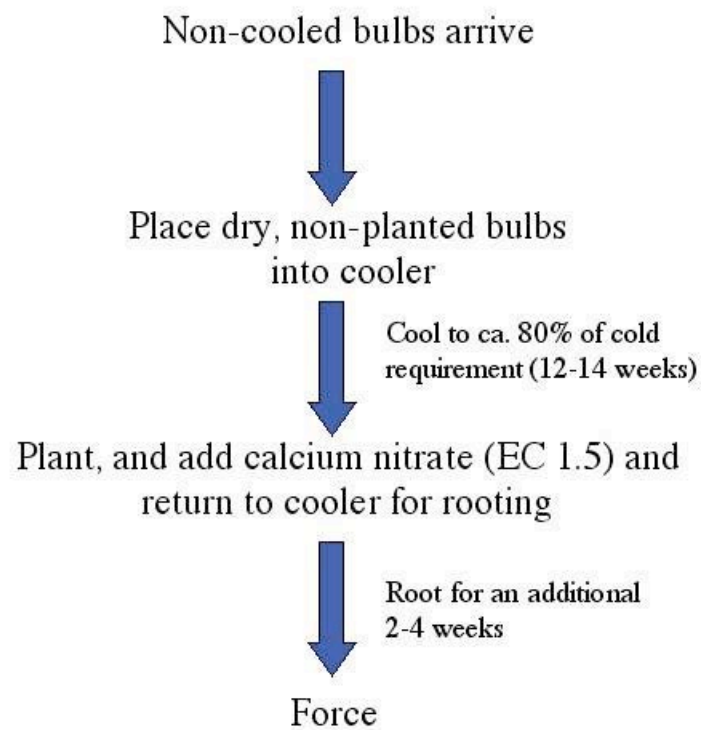 Non-cooled bulbs arrive
Place dry, non-planted bulbs
into cooler
Cool to ca. 80% of cold
requirement (12-14 weeks)
Plant, and add calcium nitrate (EC 1.5) and
return to cooler for rooting
Root for an additional
2-4 weeks
Force